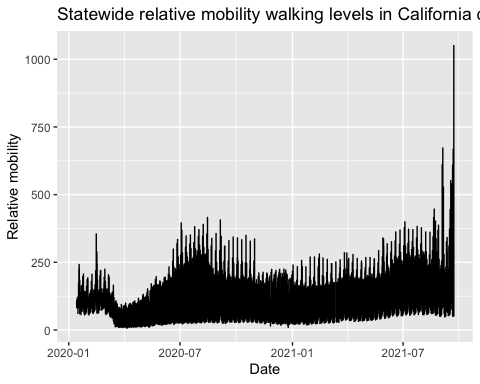 Statewide relative mobility walking levels in California
Relative mobility
1000
750
500
250
0
2020-01 2020-07 2021-01 2021-07
Date